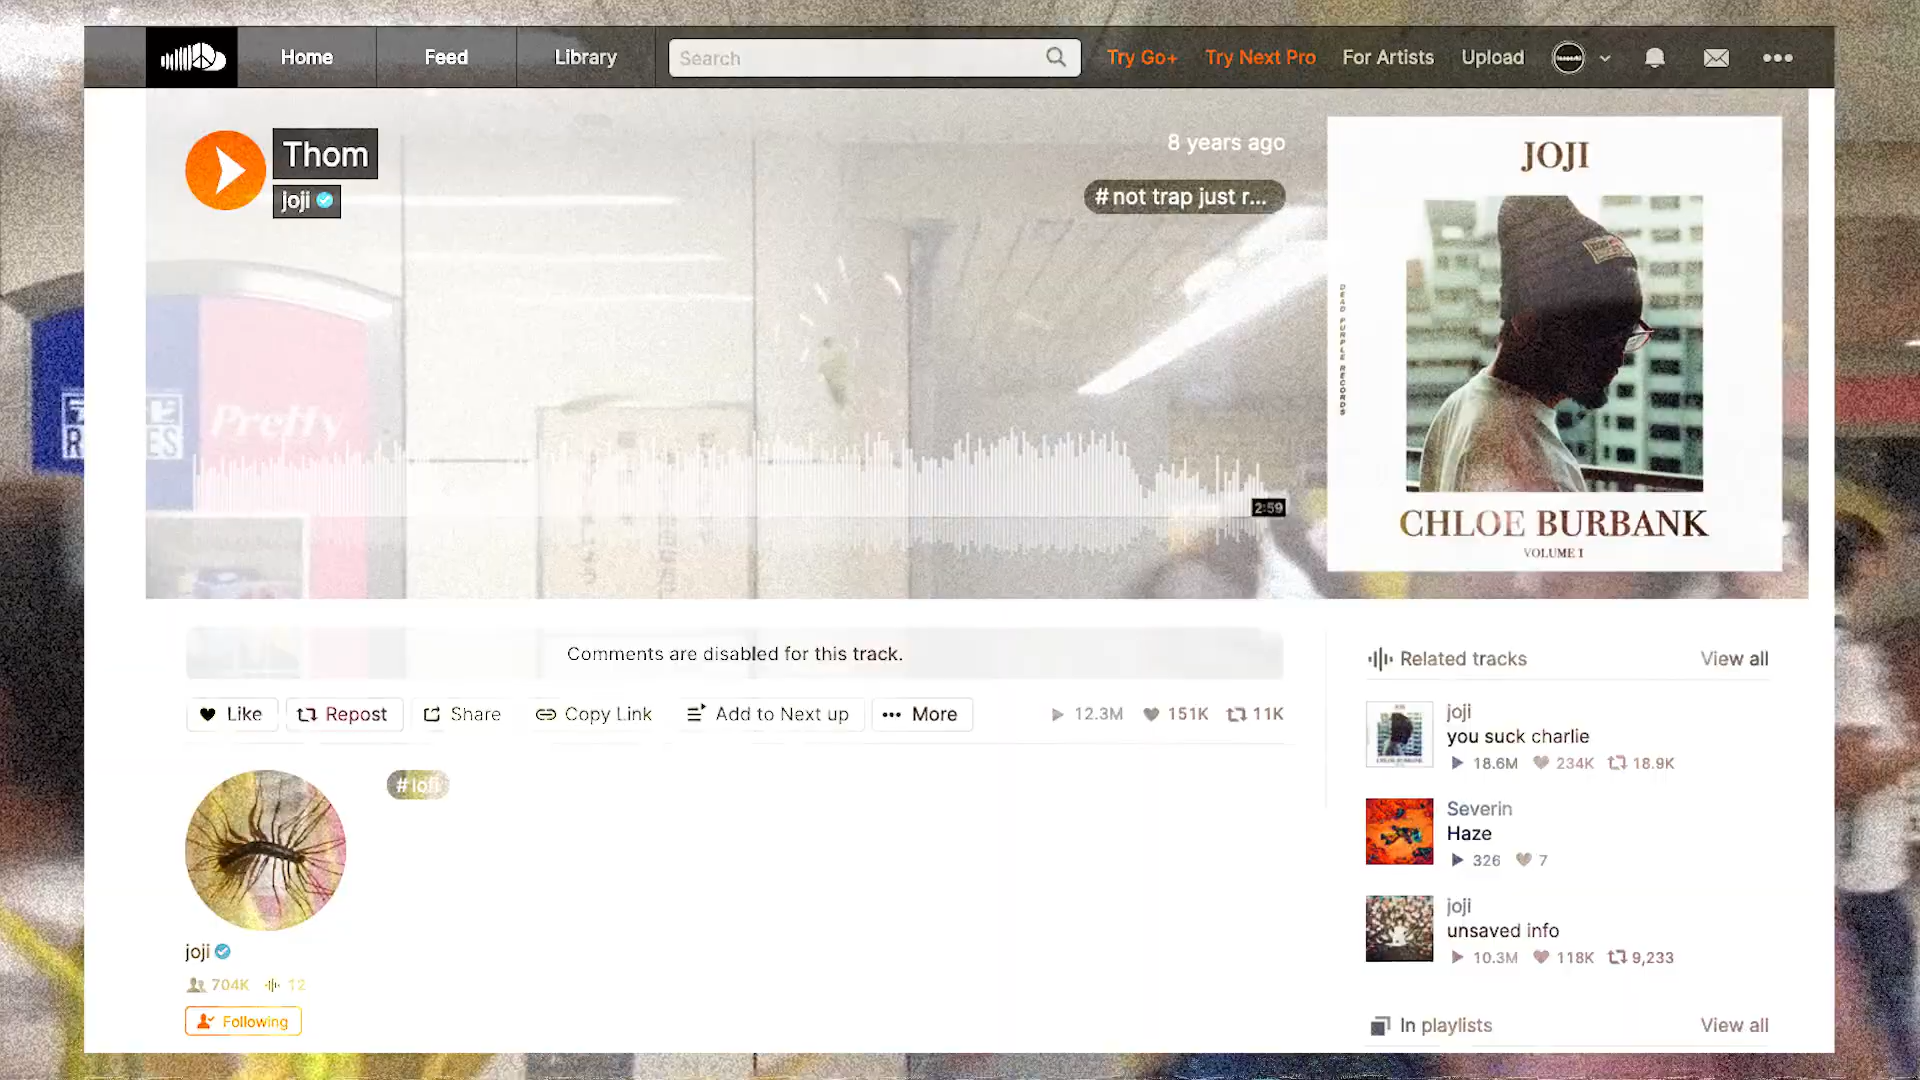 Home
Feed
Library
Search
Try Go+
Try Next Pro
For Artists
Upload
Thom
joji
8 years ago
# not trap just r...
Pretty
2:59
JOJI
DEAD PURPLE RECORDS
CHLOE BURBANK
VOLUME I
Comments are disabled for this track.
Like
Repost
Share
Copy Link
Add to Next up
More
12.3M
151K
11K
# lofi
joji
704K
12
Following
Related tracks
View all
joji
you suck charlie
18.6M
234K
18.9K
Severin
Haze
326
7
joji
unsaved info
10.3M
118K
9,233
In playlists
View all